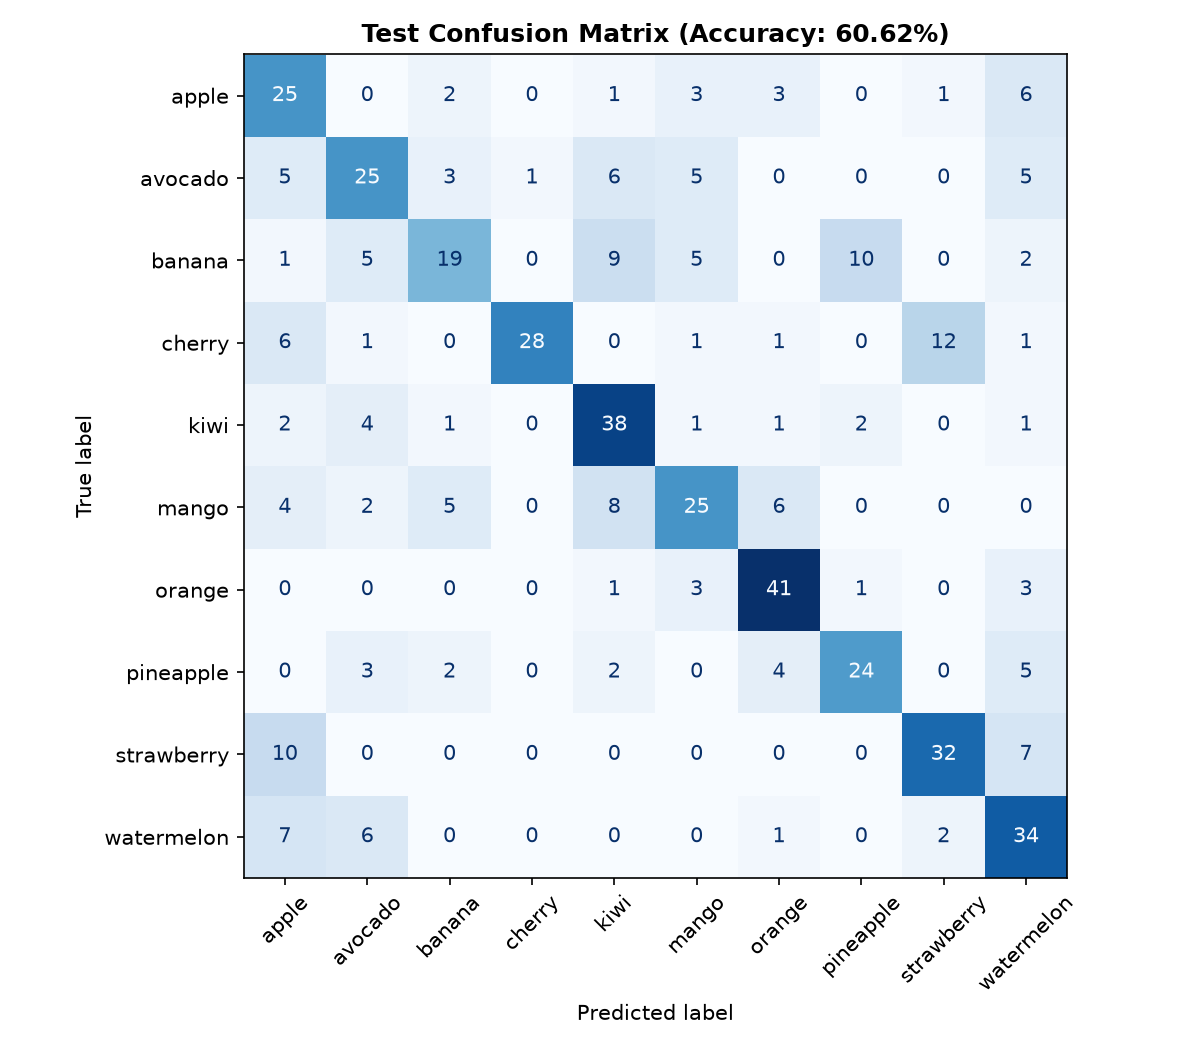 Test Confusion Matrix (Accuracy: 60.62%)
apple 25 0 2 0 1 3 3 0 1 6
avocado 5 25 3 1 6 5 0 0 0 5
banana 1 5 19 0 9 5 0 10 0 2
cherry 6 1 0 28 0 1 1 0 12 1
kiwi 2 4 1 0 38 1 1 2 0 1
mango 4 2 5 0 8 25 6 0 0 0
orange 0 0 0 0 1 3 41 1 0 3
pineapple 0 3 2 0 2 0 4 24 0 5
strawberry 10 0 0 0 0 0 0 0 32 7
watermelon 7 6 0 0 0 0 1 0 2 34
True label
apple avocado banana cherry kiwi mango orange pineapple strawberry watermelon
Predicted label